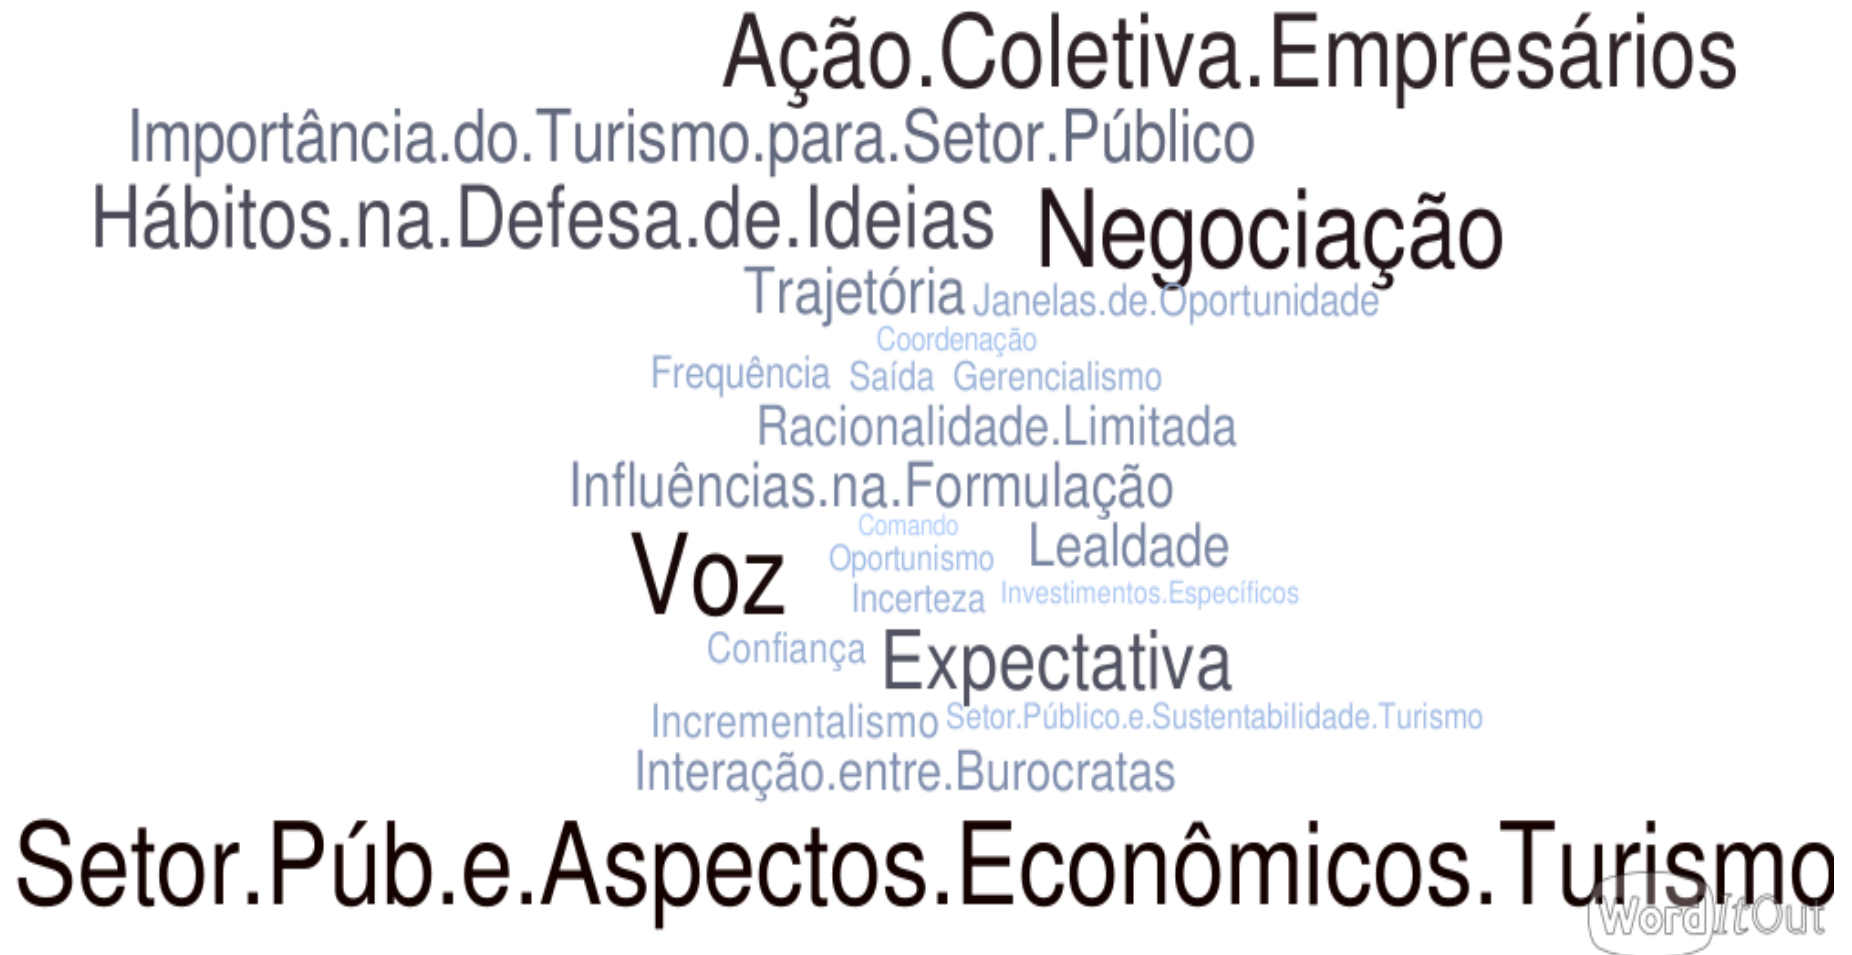 Ação.Coletiva.Empresários
Importância.do.Turismo.para.Setor.Público
Hábitos.na.Defesa.de.Ideias Negociação
Trajetória Janelas.de.Oportunidade
Coordenação
Frequência Saída Gerencialismo
Racionalidade.Limitada
Influências.na.Formulação
Comando
Voz Oportunismo Lealdade
Incerteza Investimentos.Específicos
Confiança Expectativa
Incrementalismo Setor.Público.e.Sustentabilidade.Turismo
Interação.entre.Burocratas
Setor.Púb.e.Aspectos.Econômicos.Turismo
WordItOut